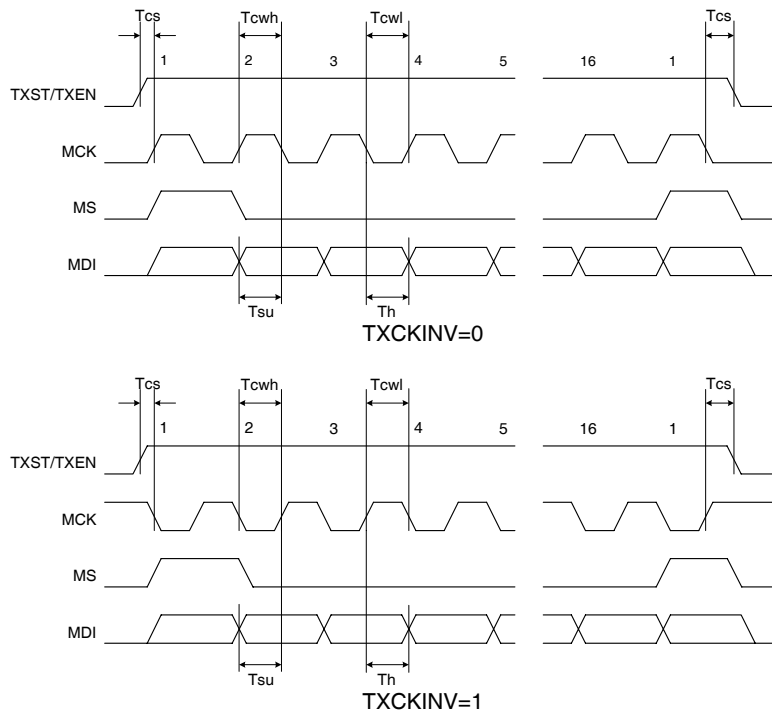 Tcs Tcwh Tcwl Tcs
1 2 3 4 5 16 1
TXST/TXEN
MCK
MS
MDI
Tsu Th
TXCKINV=0
Tcs Tcwh Tcwl Tcs
1 2 3 4 5 16 1
TXST/TXEN
MCK
MS
MDI
Tsu Th
TXCKINV=1